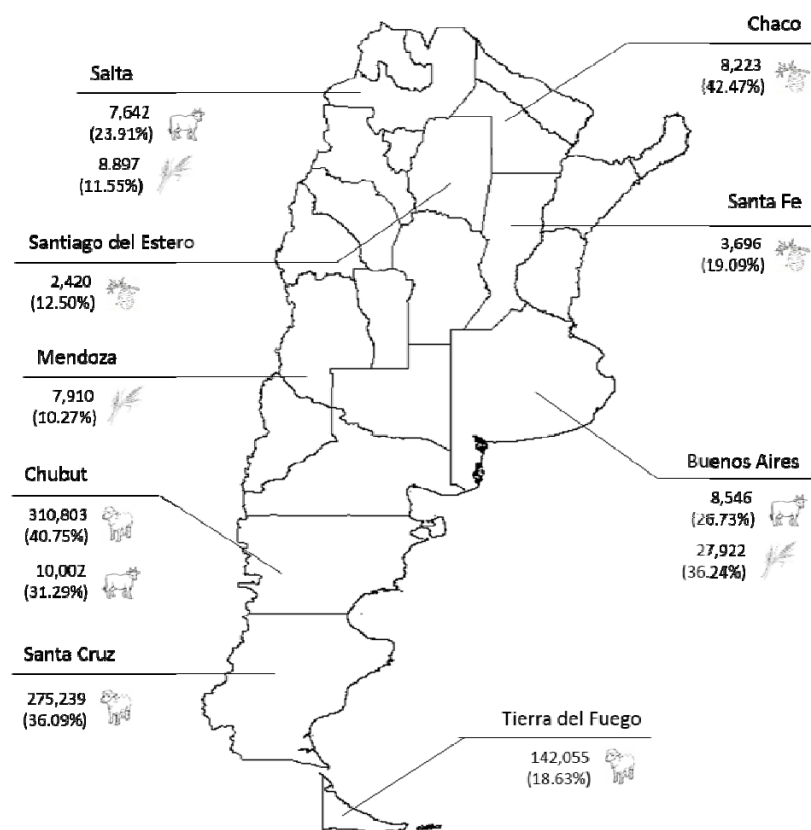 Chaco
8,223
(42.47%)
Salta
7,642
(23.91%)
8.897
(11.55%)
Santa Fe
3,696
(19.09%)
Santiago del Estero
2,420
(12.50%)
Mendoza
7,910
(10.27%)
Buenos Aires
8,546
(26.73%)
27,922
(36.24%)
Chubut
310,803
(40.75%)
10,002
(31.29%)
Santa Cruz
275,239
(36.09%)
Tierra del Fuego
142,055
(18.63%)